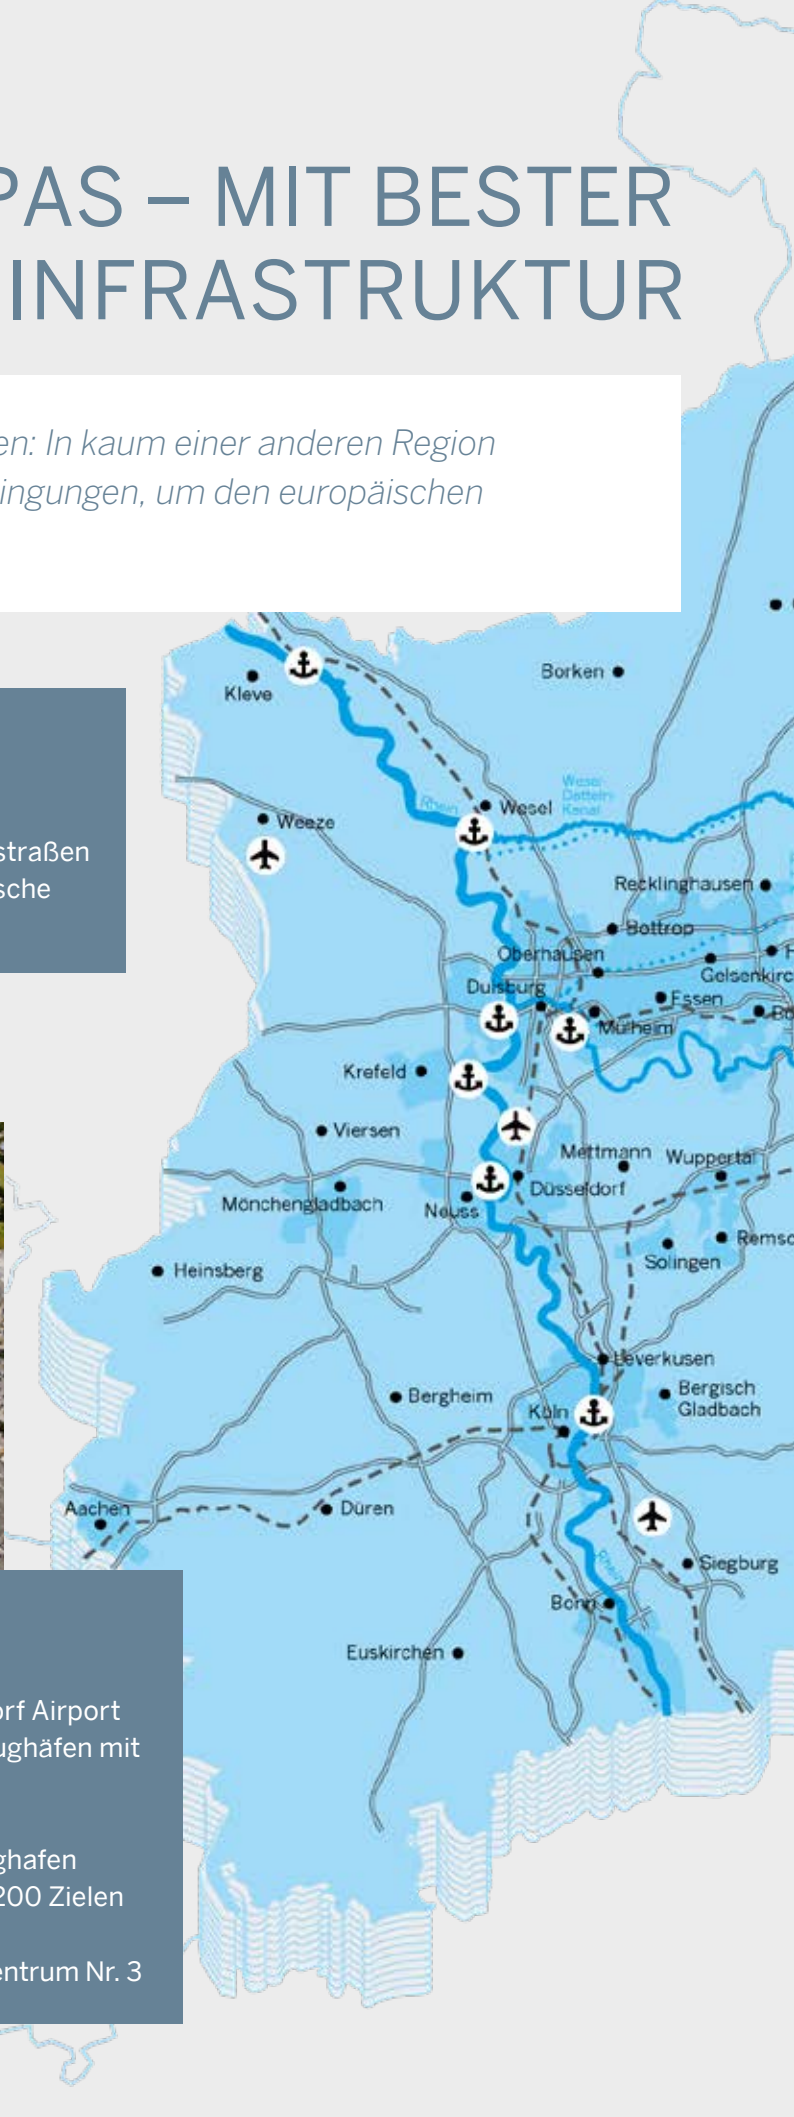 PAS – MIT BESTER
INFRASTRUKTUR
en: In kaum einer anderen Region
ingungen, um den europäischen
Borken
Kleve
straßen
sche
Rhein
Wesel
Wesel-
Datteln-
Kanal
Weeze
Recklinghausen
Bottrop
Oberhausen
Gelsenkirc
Duisburg
Essen
Bo
Mülheim
Krefeld
Viersen
Mettmann
Wuppertal
Düsseldorf
Mönchengladbach
Neuss
Remsc
Solingen
Heinsberg
Leverkusen
Bergisch
Gladbach
Bergheim
Köln
Aachen
Düren
Rhein
Siegburg
Bonn
Euskirchen
orf Airport
ughäfen mit
ghafen
200 Zielen
entrum Nr. 3